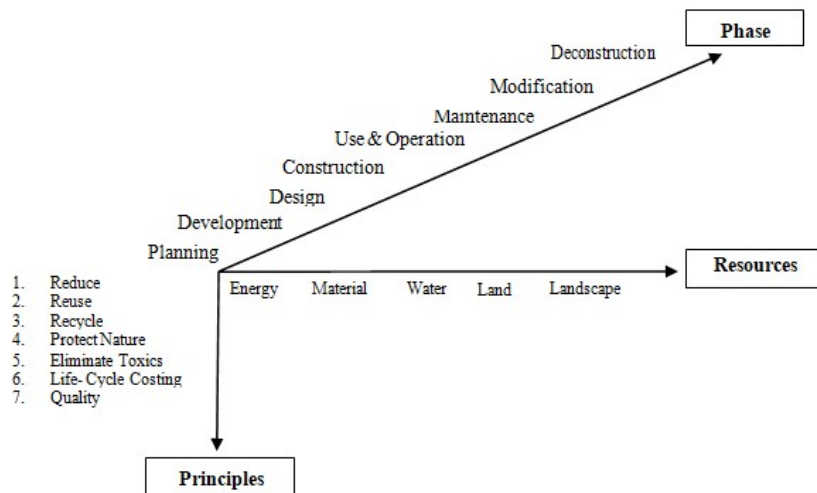 Phase
Deconstruction
Modification
Maintenance
Use & Operation
Construction
Design
Development
Planning
Resources
Energy Material Water Land Landscape
1. Reduce
2. Reuse
3. Recycle
4 Protect Nature
5. Eliminate Toxics
6. Life- Cycle Costing
7. Quality
Principles